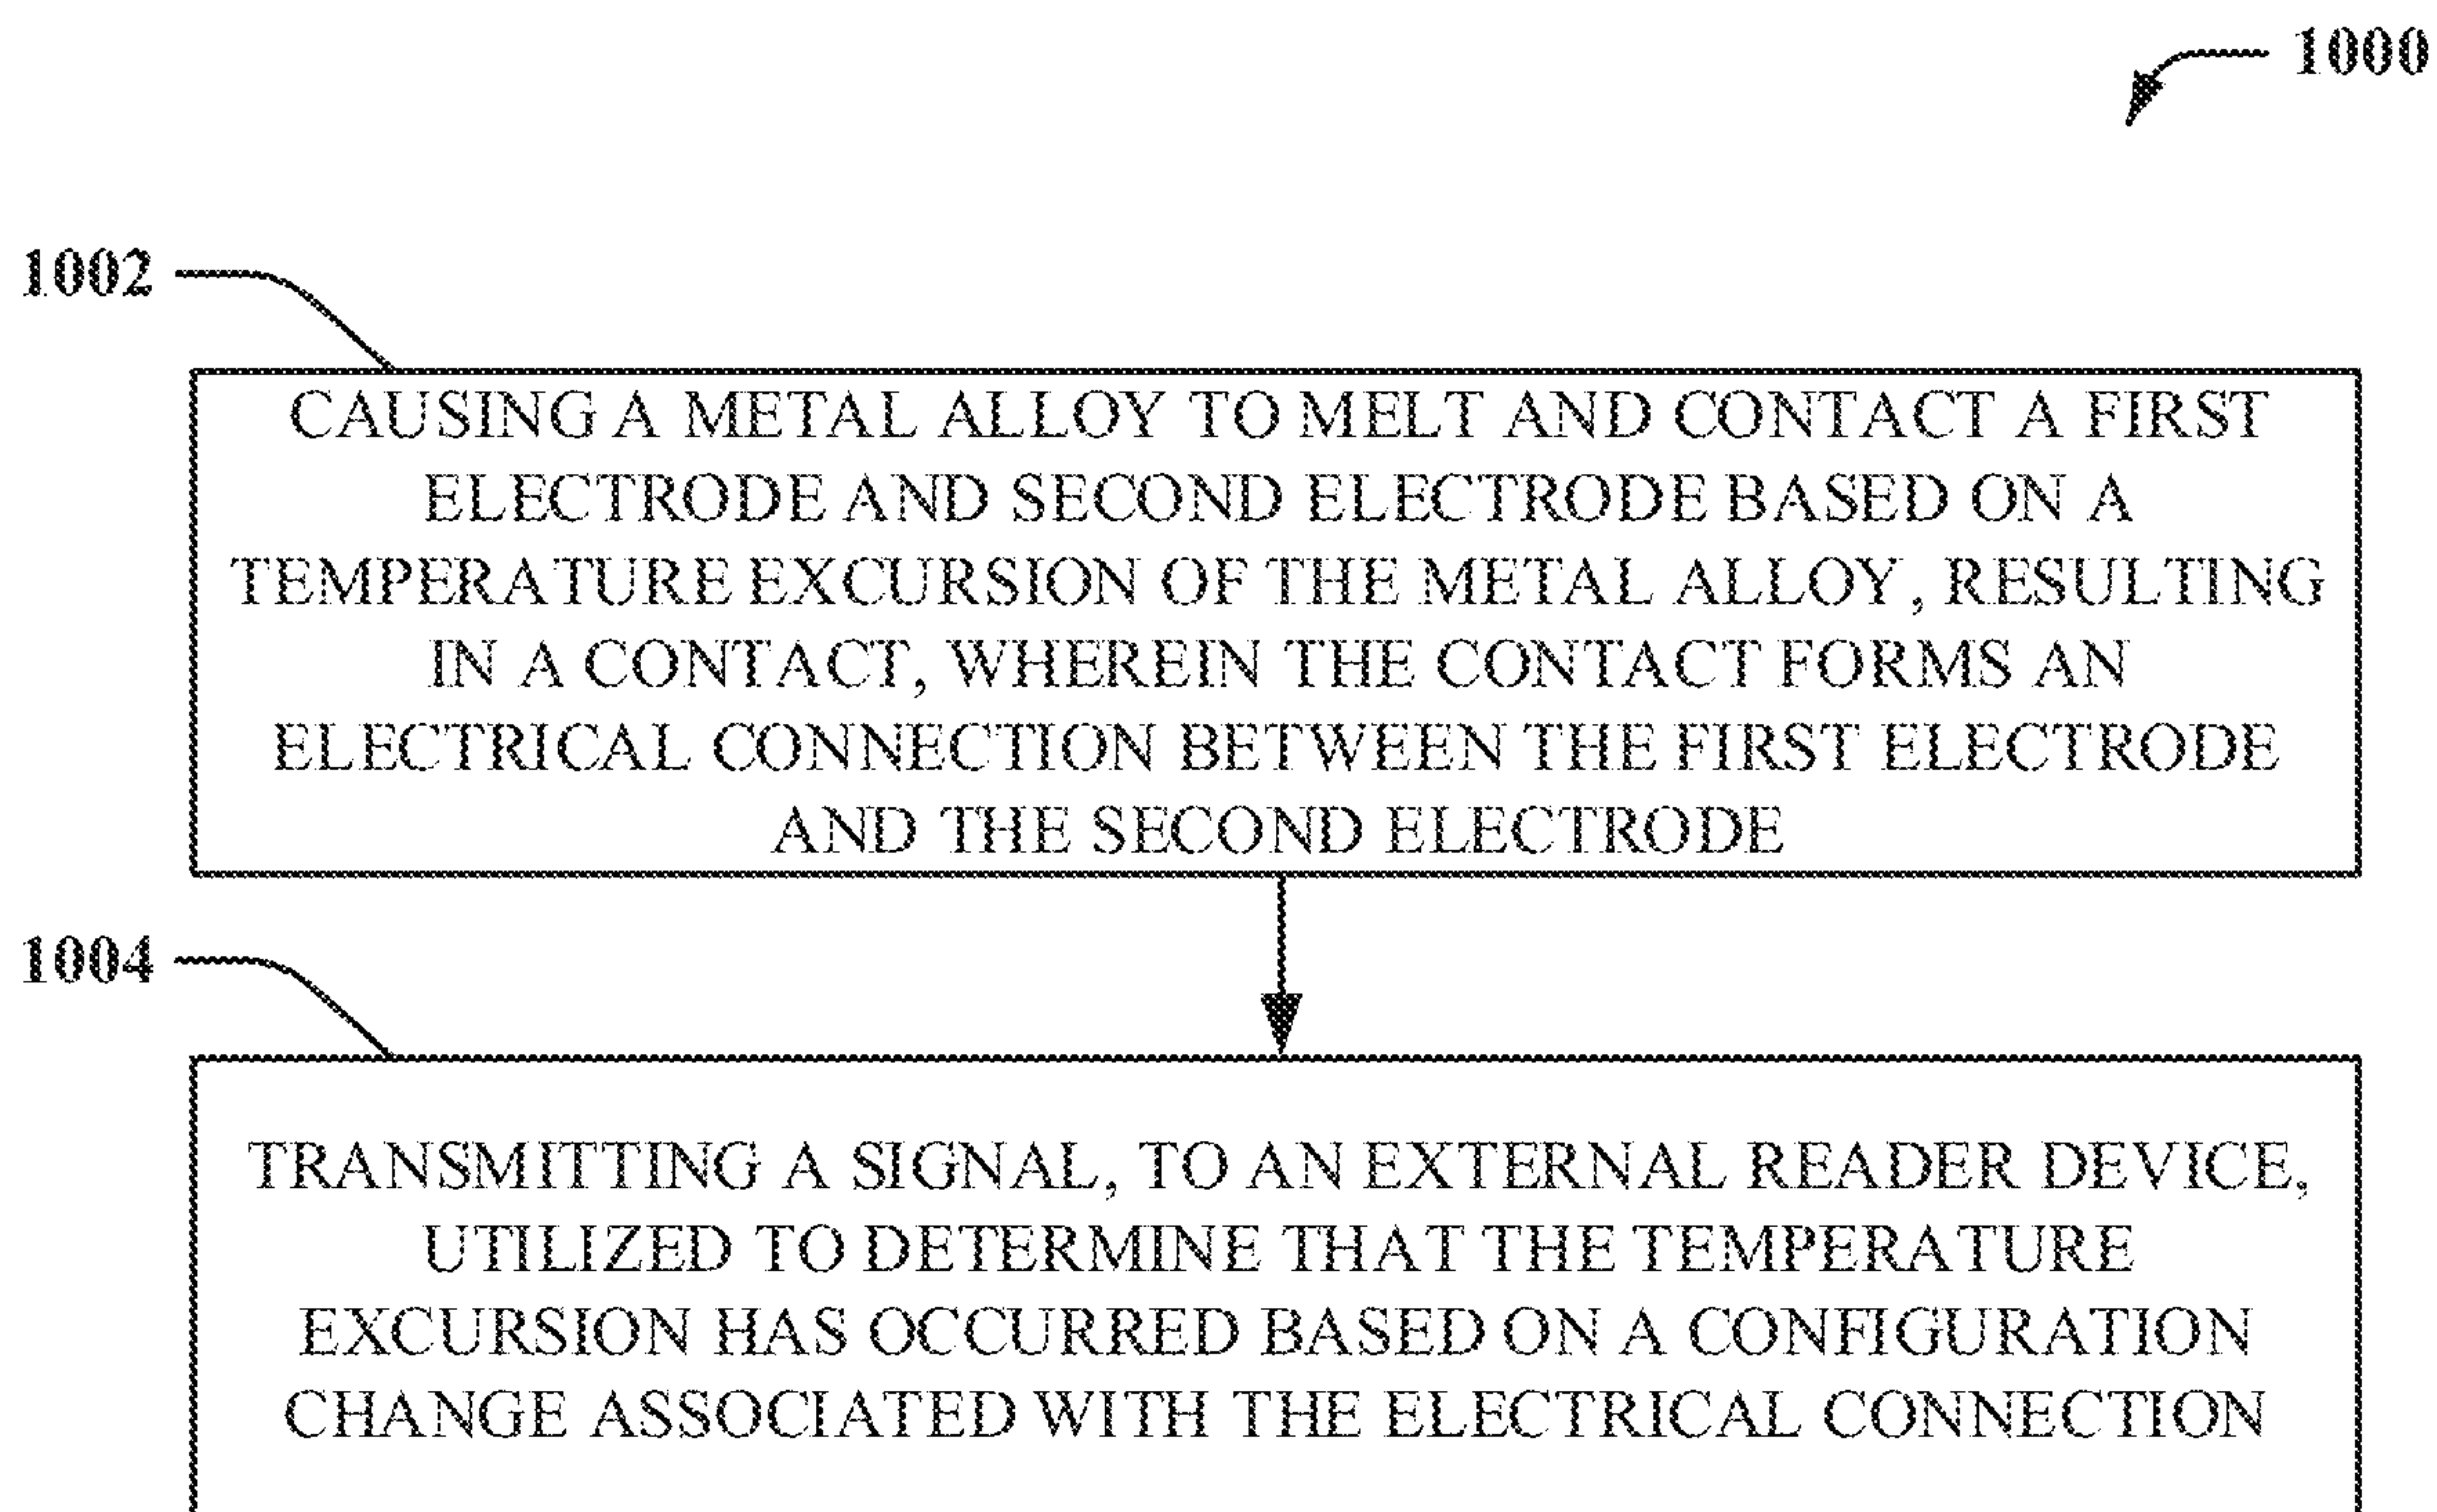 1000
1002
CAUSING A METAL ALLOY TO MELT AND CONTACT A FIRST
ELECTRODE AND SECOND ELECTRODE BASED ON A
TEMPERATURE EXCURSION OF THE METAL ALLOY, RESULTING
IN A CONTACT, WHEREIN THE CONTACT FORMS AN
ELECTRICAL CONNECTION BETWEEN THE FIRST ELECTRODE
AND THE SECOND ELECTRODE
1004
TRANSMITTING A SIGNAL, TO AN EXTERNAL READER DEVICE,
UTILIZED TO DETERMINE THAT THE TEMPERATURE
EXCURSION HAS OCCURRED BASED ON A CONFIGURATION
CHANGE ASSOCIATED WITH THE ELECTRICAL CONNECTION